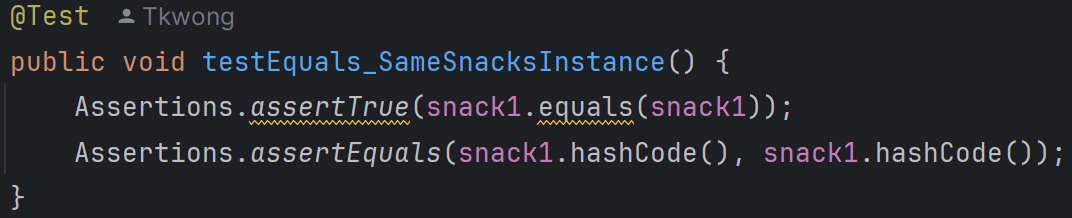 @Test Tkwong
public void testEquals_SameSnacksInstance() {
Assertions.assertTrue(snack1.equals(snack1));
Assertions.assertEquals(snack1.hashCode(), snack1.hashCode());
}